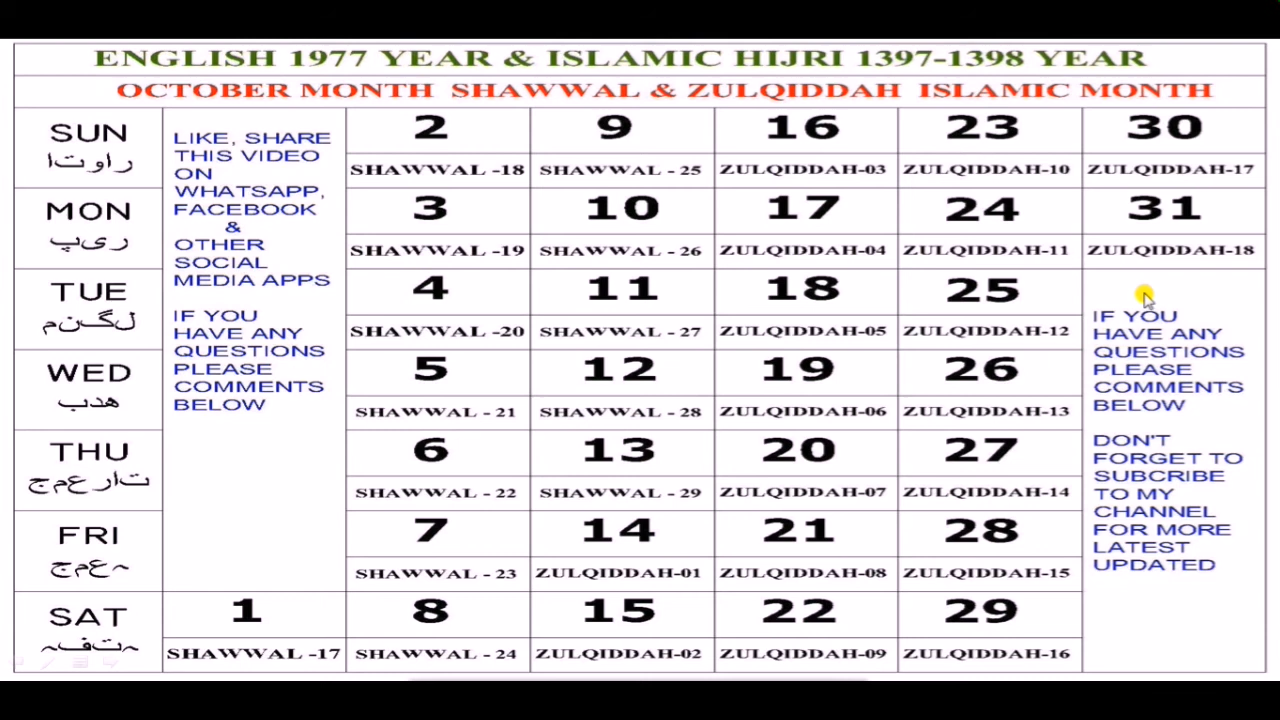 ENGLISH 1977 YEAR & ISLAMIC HIJRI 1397-1398 YEAR
OCTOBER MONTH SHAWWAL & ZULQIDDAH ISLAMIC MONTH
SUN
راوتا
2
SHAWWAL -18
9
SHAWWAL - 25
16
ZULQIDDAH-03
23
ZULQIDDAH-10
30
ZULQIDDAH-17
MON
ریپ
3
SHAWWAL -19
10
SHAWWAL - 26
17
ZULQIDDAH-04
24
ZULQIDDAH-11
31
ZULQIDDAH-18
TUE
لگنم
4
SHAWWAL -20
11
SHAWWAL - 27
18
ZULQIDDAH-05
25
ZULQIDDAH-12
WED
ھدب
5
SHAWWAL - 21
12
SHAWWAL - 28
19
ZULQIDDAH-06
26
ZULQIDDAH-13
THU
تارعمج
6
SHAWWAL - 22
13
SHAWWAL - 29
20
ZULQIDDAH-07
27
ZULQIDDAH-14
FRI
ہعمج
7
SHAWWAL - 23
14
ZULQIDDAH-01
21
ZULQIDDAH-08
28
ZULQIDDAH-15
SAT
ہتفہ
1
SHAWWAL -17
8
SHAWWAL - 24
15
ZULQIDDAH-02
22
ZULQIDDAH-09
29
ZULQIDDAH-16
LIKE, SHARE
THIS VIDEO
ON
WHATSAPP,
FACEBOOK
&
OTHER
SOCIAL
MEDIA APPS
IF YOU
HAVE ANY
QUESTIONS
PLEASE
COMMENTS
BELOW
IF YOU
HAVE ANY
QUESTIONS
PLEASE
COMMENTS
BELOW
DON'T
FORGET TO
SUBCRIBE
TO MY
CHANNEL
FOR MORE
LATEST
UPDATED